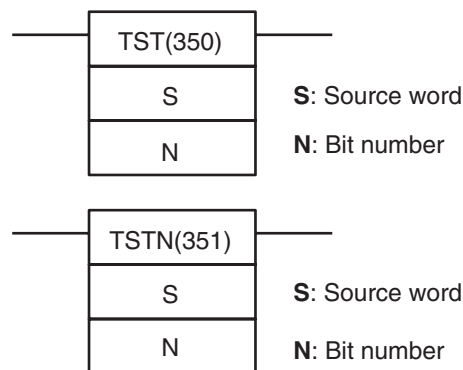 TST(350)
S
S: Source word
N
N: Bit number
TSTN(351)
S
S: Source word
N
N: Bit number